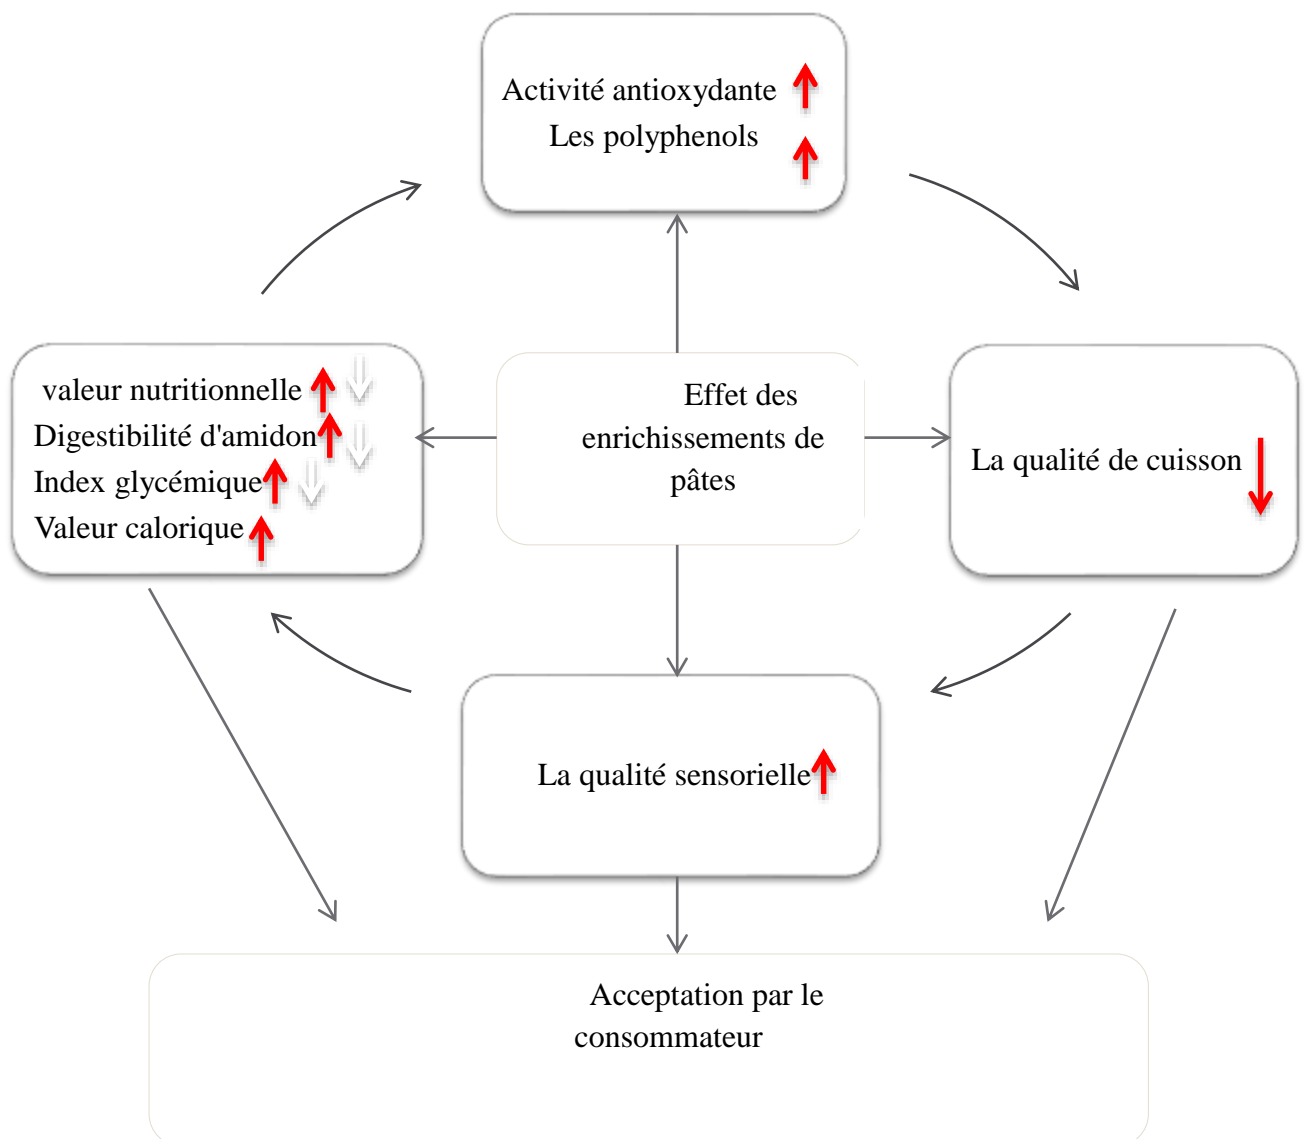 Activité antioxydante
Les polyphenols
valeur nutritionnelle
Digestibilité d'amidon
Index glycémique
Valeur calorique
Effet des
enrichissements de
pâtes
La qualité de cuisson
La qualité sensorielle
Acceptation par le
consommateur